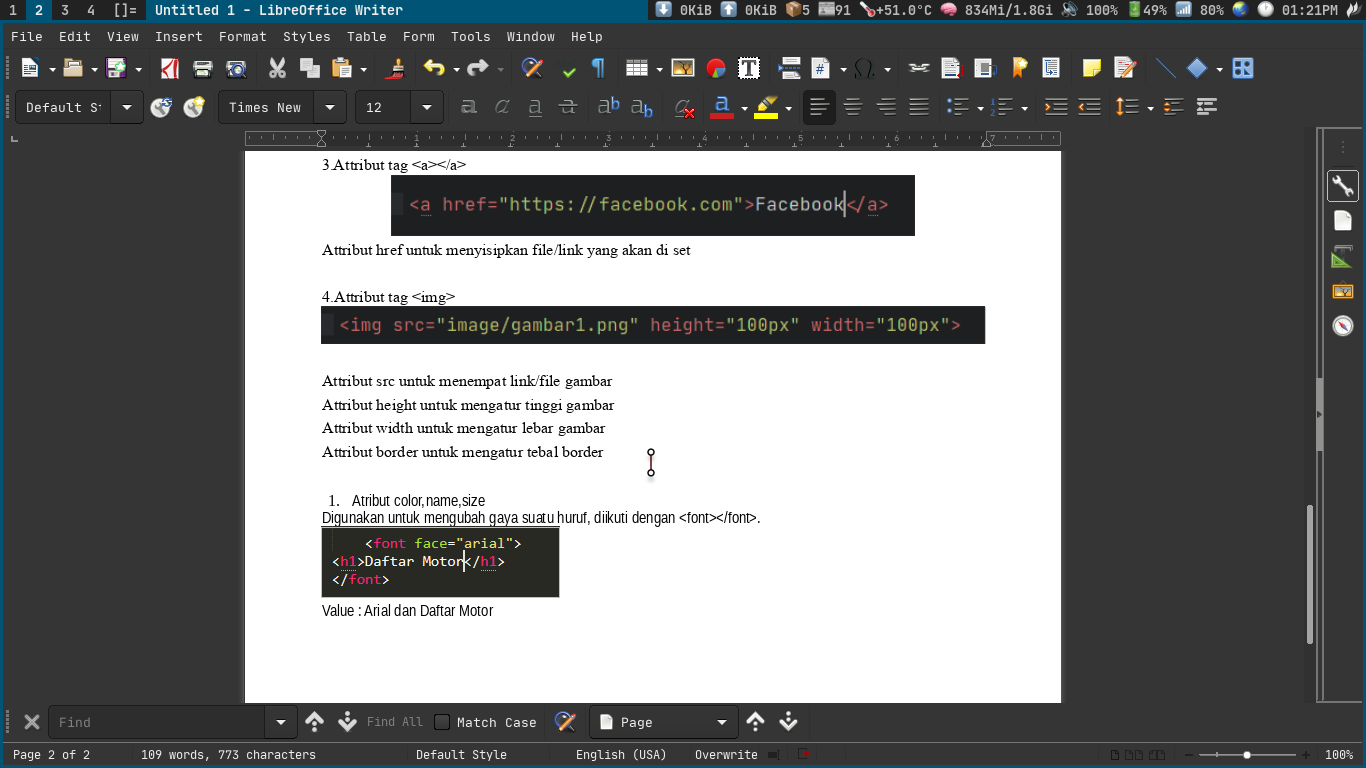 1 2 3 4 []= Untitled 1 - LibreOffice Writer 0KiB 0KiB 5 91 +51.0°C 834Mi/1.8Gi 100% 49% 80% 01:21PM
File Edit View Insert Format Styles Table Form Tools Window Help
Default St Times New 12
1 2 3 4 5 6 7
3.Attribut tag <a></a>
<a href="https://facebook.com">Facebook</a>
Attribut href untuk menyisipkan file/link yang akan di set
4.Attribut tag <img>
<img src="image/gambar1.png" height="100px" width="100px">
Attribut src untuk menempat link/file gambar
Attribut height untuk mengatur tinggi gambar
Attribut width untuk mengatur lebar gambar
Attribut border untuk mengatur tebal border
1. Atribut color,name,size
Digunakan untuk mengubah gaya suatu huruf, diikuti dengan <font></font>.
<font face="arial">
<h1>Daftar Motor</h1>
</font>
Value : Arial dan Daftar Motor
Find Find All Match Case Page
Page 2 of 2 109 words, 773 characters Default Style English (USA) Overwrite 100%